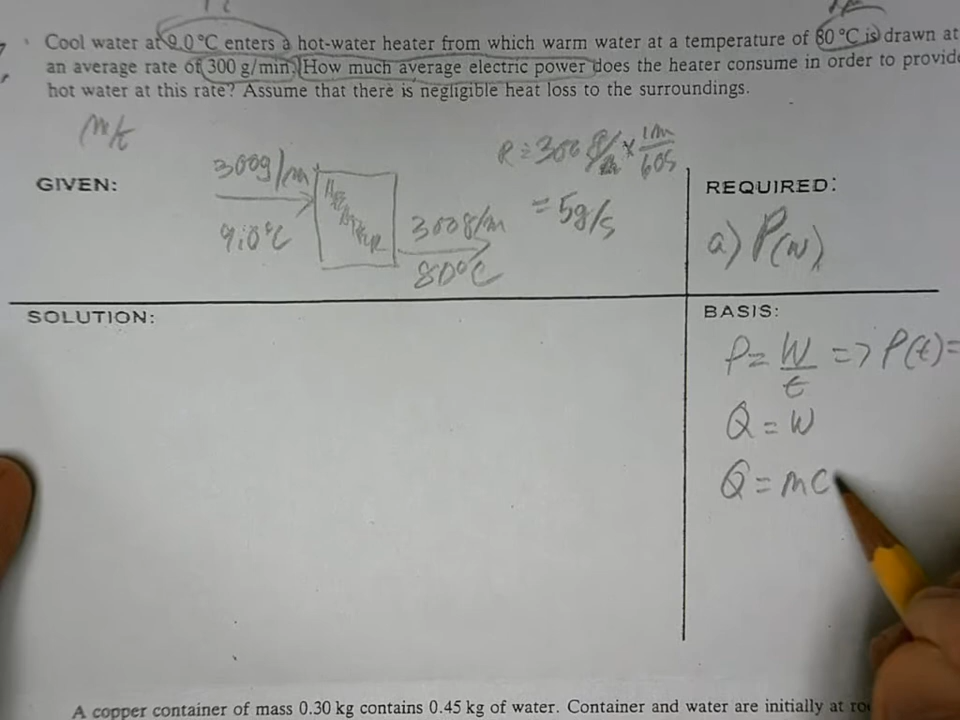 Cool water at 9.0 °C enters a hot-water heater from which warm water at a temperature of 80 °C is drawn at
an average rate of 300 g/min. How much average electric power does the heater consume in order to provide
hot water at this rate? Assume that there is negligible heat loss to the surroundings.
m/t
R = 300 g/m × 1m/60s
= 5g/s
GIVEN:
300g/m
9.0°C
HEATER
300g/m
80°C
REQUIRED:
a) P(w)
SOLUTION:
BASIS:
P = W/t => P(t)=
Q = W
Q = mc
A copper container of mass 0.30 kg contains 0.45 kg of water. Container and water are initially at